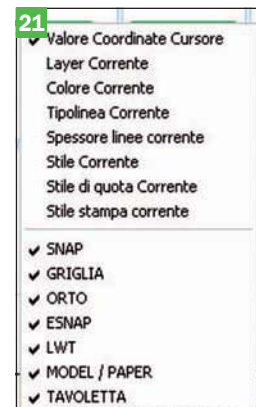 21
Valore Coordinate Cursore
Layer Corrente
Colore Corrente
Tipolinea Corrente
Spessore linee corrente
Stile Corrente
Stile di quota Corrente
Stile stampa corrente
SNAP
GRIGLIA
ORTO
ESNAP
LWT
MODEL / PAPER
TAVOLETTA